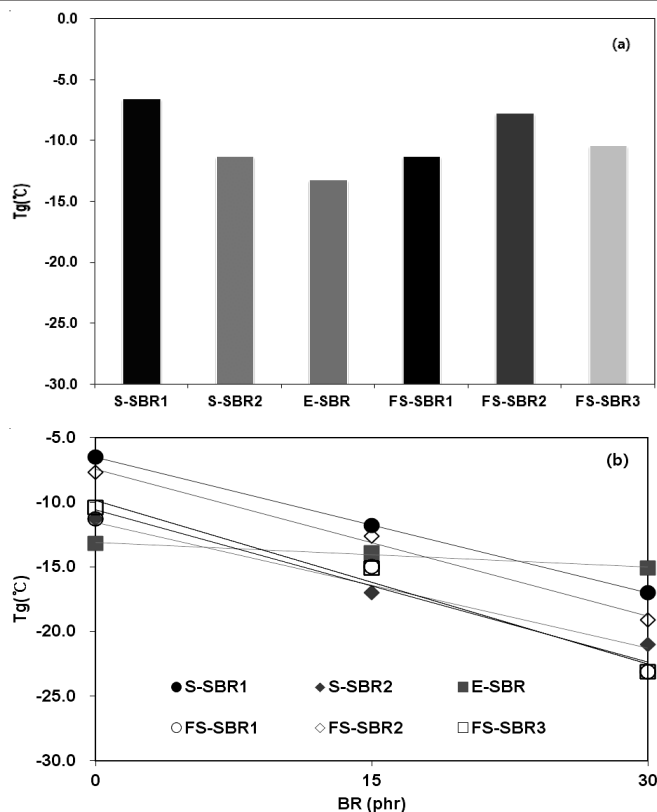 0.0
(a)
-5.0
-10.0
-15.0
-20.0
-25.0
-30.0
Tg(℃)
S-SBR1 S-SBR2 E-SBR FS-SBR1 FS-SBR2 FS-SBR3
-5.0
(b)
-10.0
-15.0
-20.0
-25.0
-30.0
Tg(℃)
S-SBR1 S-SBR2 E-SBR
FS-SBR1 FS-SBR2 FS-SBR3
0 15 30
BR (phr)